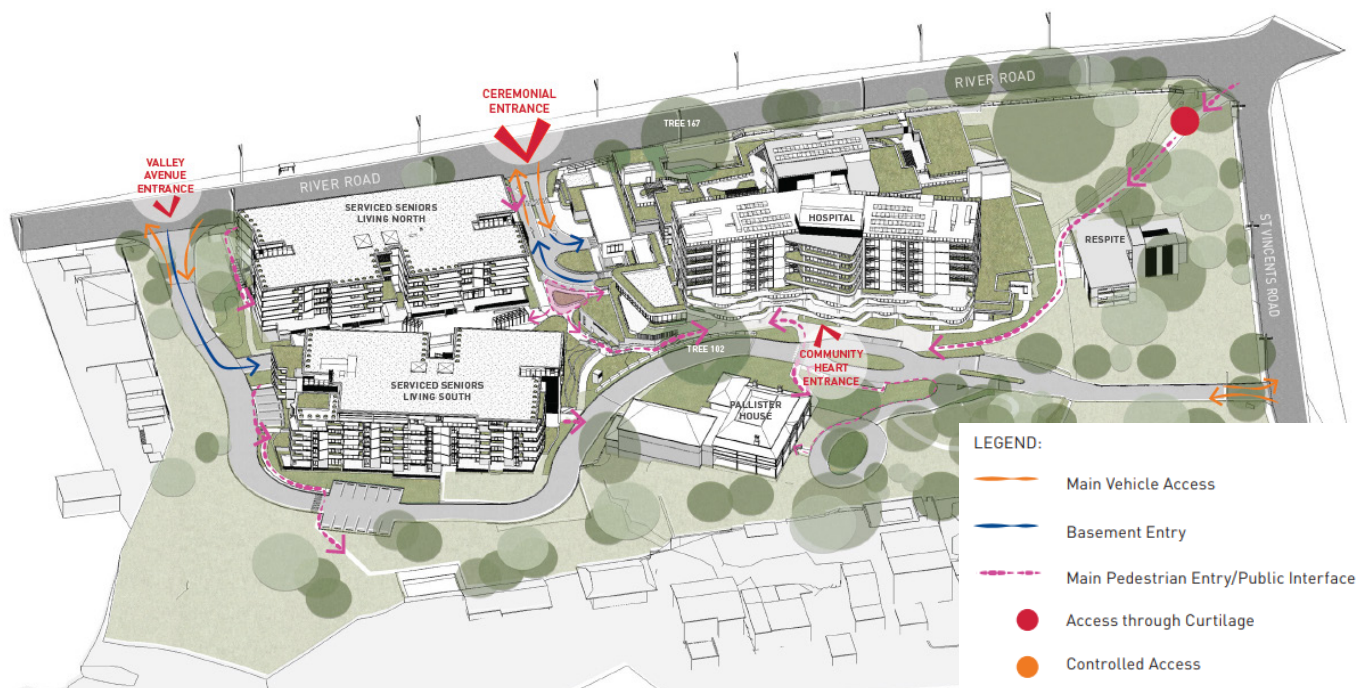 RIVER ROAD
CEREMONIAL
ENTRANCE
TREE 167
VALLEY
AVENUE
ENTRANCE
RIVER ROAD
SERVICED SENIORS
LIVING NORTH
HOSPITAL
RESPITE
ST VINCENTS ROAD
TREE 102
COMMUNITY
HEART
ENTRANCE
SERVICED SENIORS
LIVING SOUTH
PALLISTER
HOUSE
LEGEND:
Main Vehicle Access
Basement Entry
Main Pedestrian Entry/Public Interface
Access through Curtilage
Controlled Access